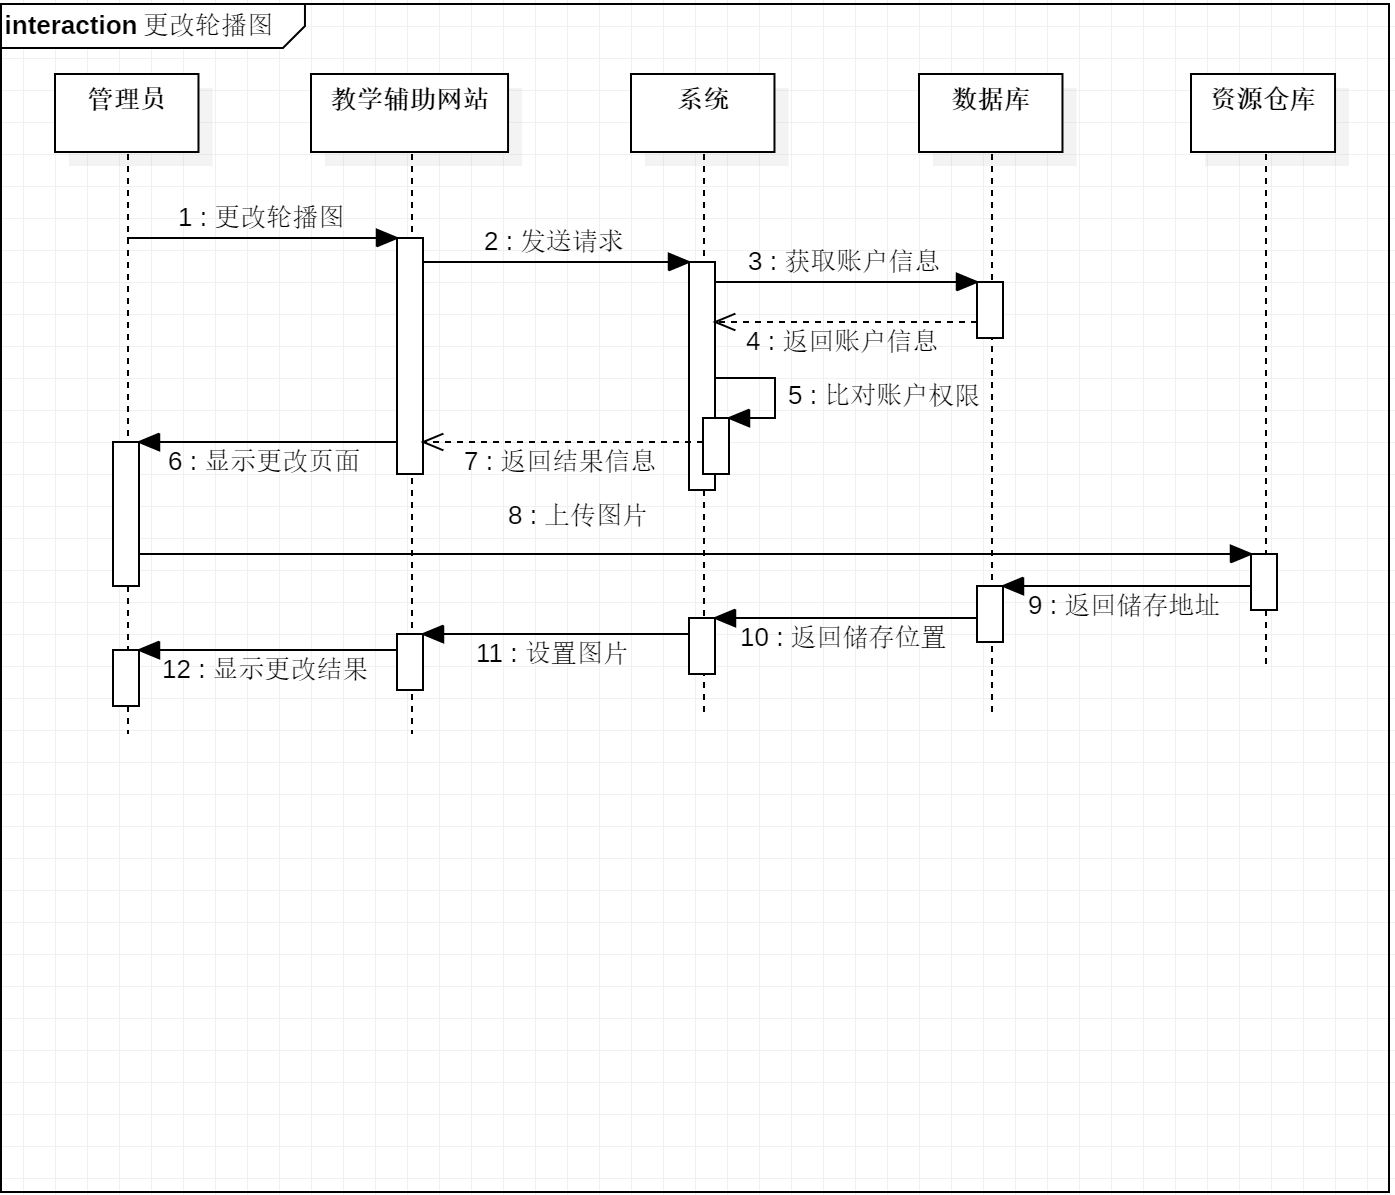 interaction 更改轮播图
管理员
教学辅助网站
系统
数据库
资源仓库
1 : 更改轮播图
2 : 发送请求
3 : 获取账户信息
4 : 返回账户信息
5 : 比对账户权限
6 : 显示更改页面
7 : 返回结果信息
8 : 上传图片
9 : 返回储存地址
10 : 返回储存位置
11 : 设置图片
12 : 显示更改结果